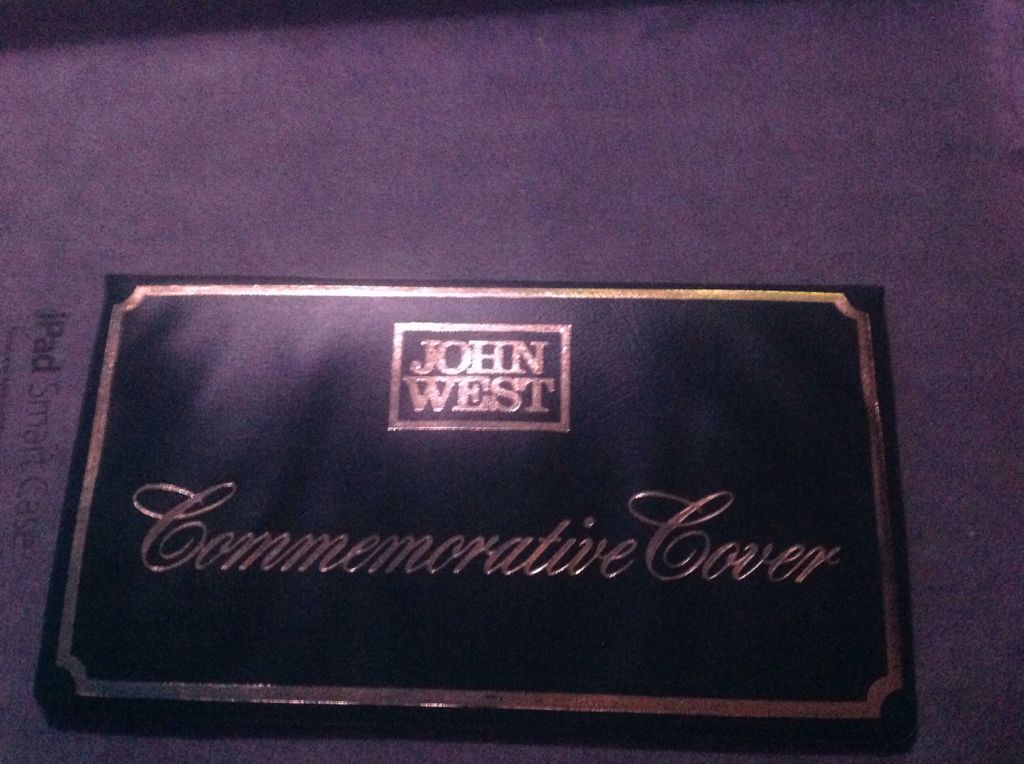 JOHN
WEST
Commemorative Cover
iPad Smart Case